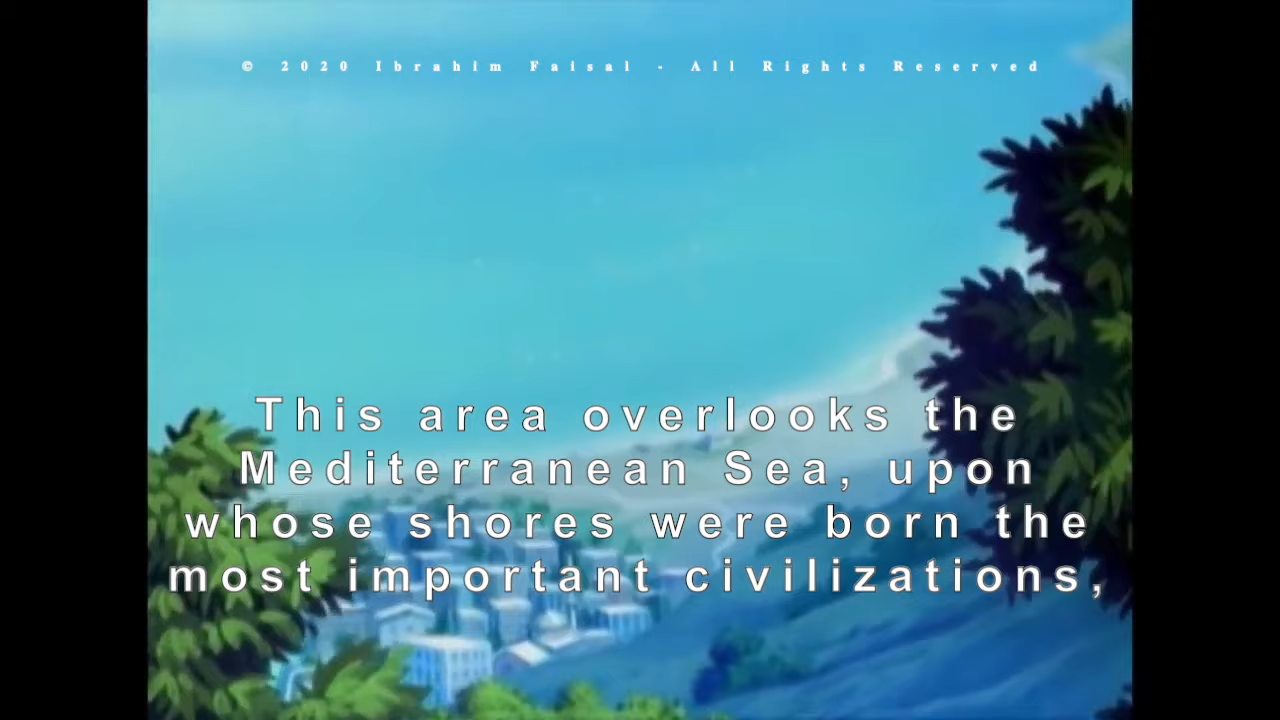 © 2020 Ibrahim Faisal - All Rights Reserved
This area overlooks the
Mediterranean Sea, upon
whose shores were born the
most important civilizations,